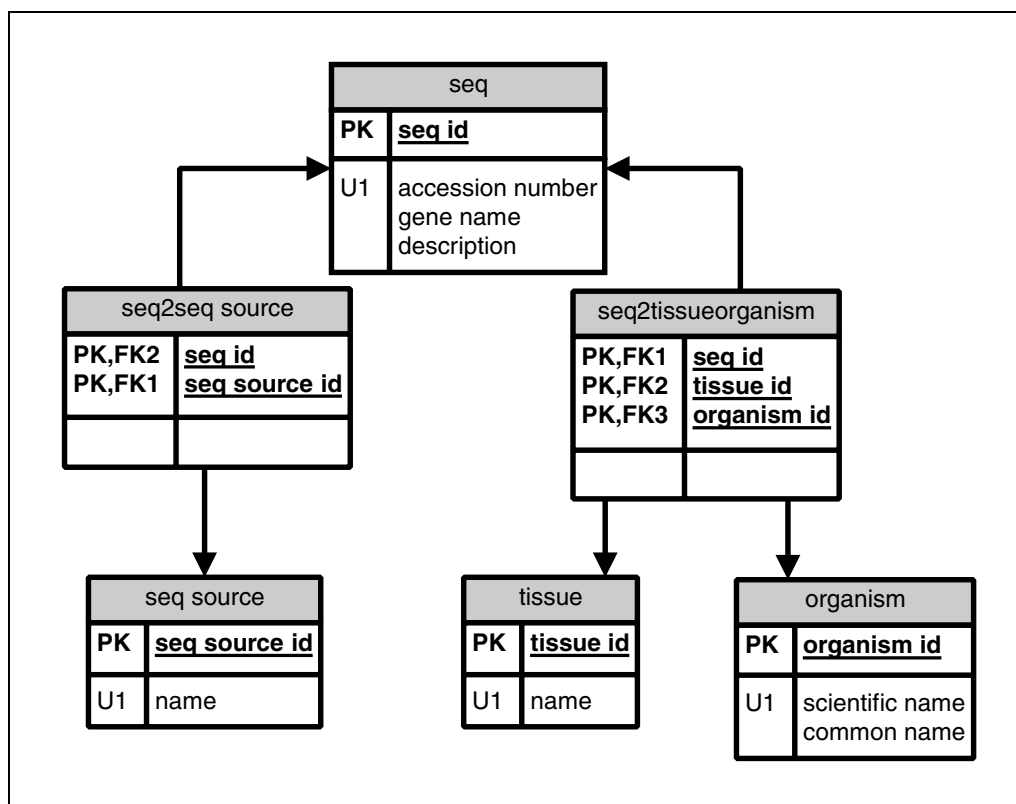 seq
PK seq id
U1 accession number
gene name
description
seq2seq source
PK,FK2 seq id
PK,FK1 seq source id
seq2tissueorganism
PK,FK1 seq id
PK,FK2 tissue id
PK,FK3 organism id
seq source
PK seq source id
U1 name
tissue
PK tissue id
U1 name
organism
PK organism id
U1 scientific name
common name